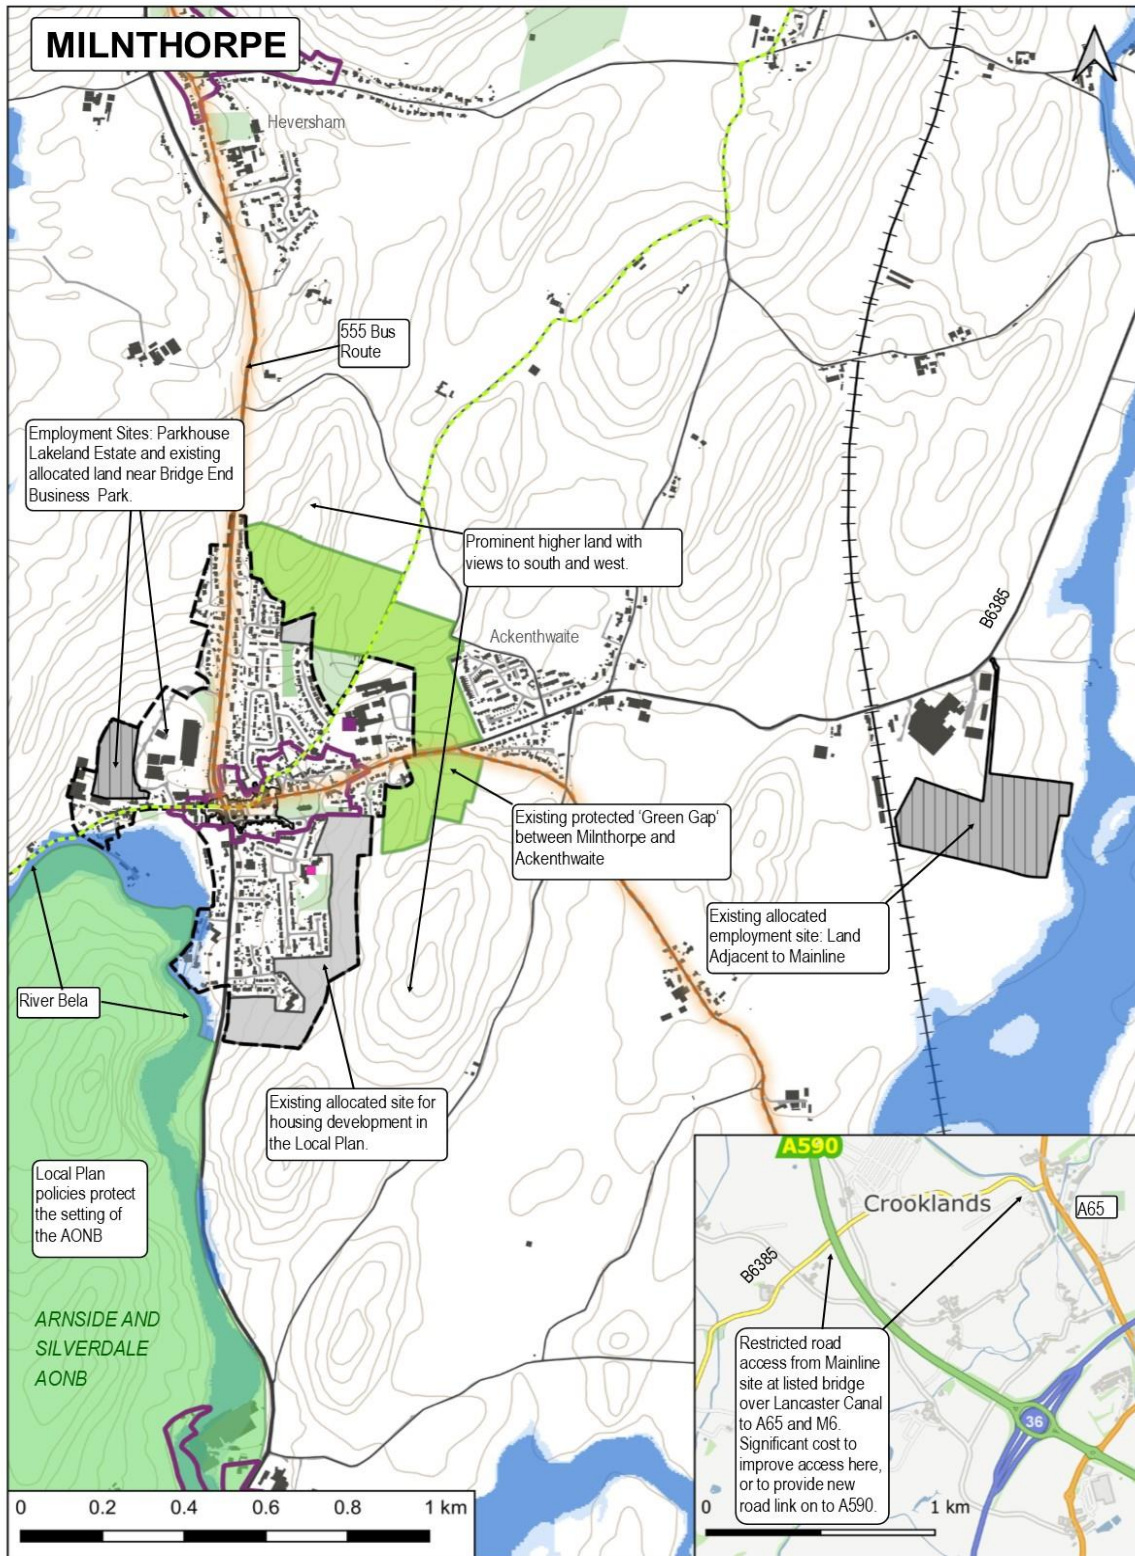 MILNTHORPE
Heversham
555 Bus
Route
Employment Sites: Parkhouse
Lakeland Estate and existing
allocated land near Bridge End
Business Park.
Prominent higher land with
views to south and west.
Ackenthwaite
B6385
Existing protected 'Green Gap'
between Milnthorpe and
Ackenthwaite
Existing allocated
employment site: Land
Adjacent to Mainline
River Bela
Existing allocated site for
housing development in
the Local Plan.
Local Plan
policies protect
the setting of
the AONB
ARNSIDE AND
SILVERDALE
AONB
0 0.2 0.4 0.6 0.8 1 km
A590
Crooklands
A65
B6385
Restricted road
access from Mainline
site at listed bridge
over Lancaster Canal
to A65 and M6.
Significant cost to
improve access here,
or to provide new
road link on to A590.
36
0 1 km